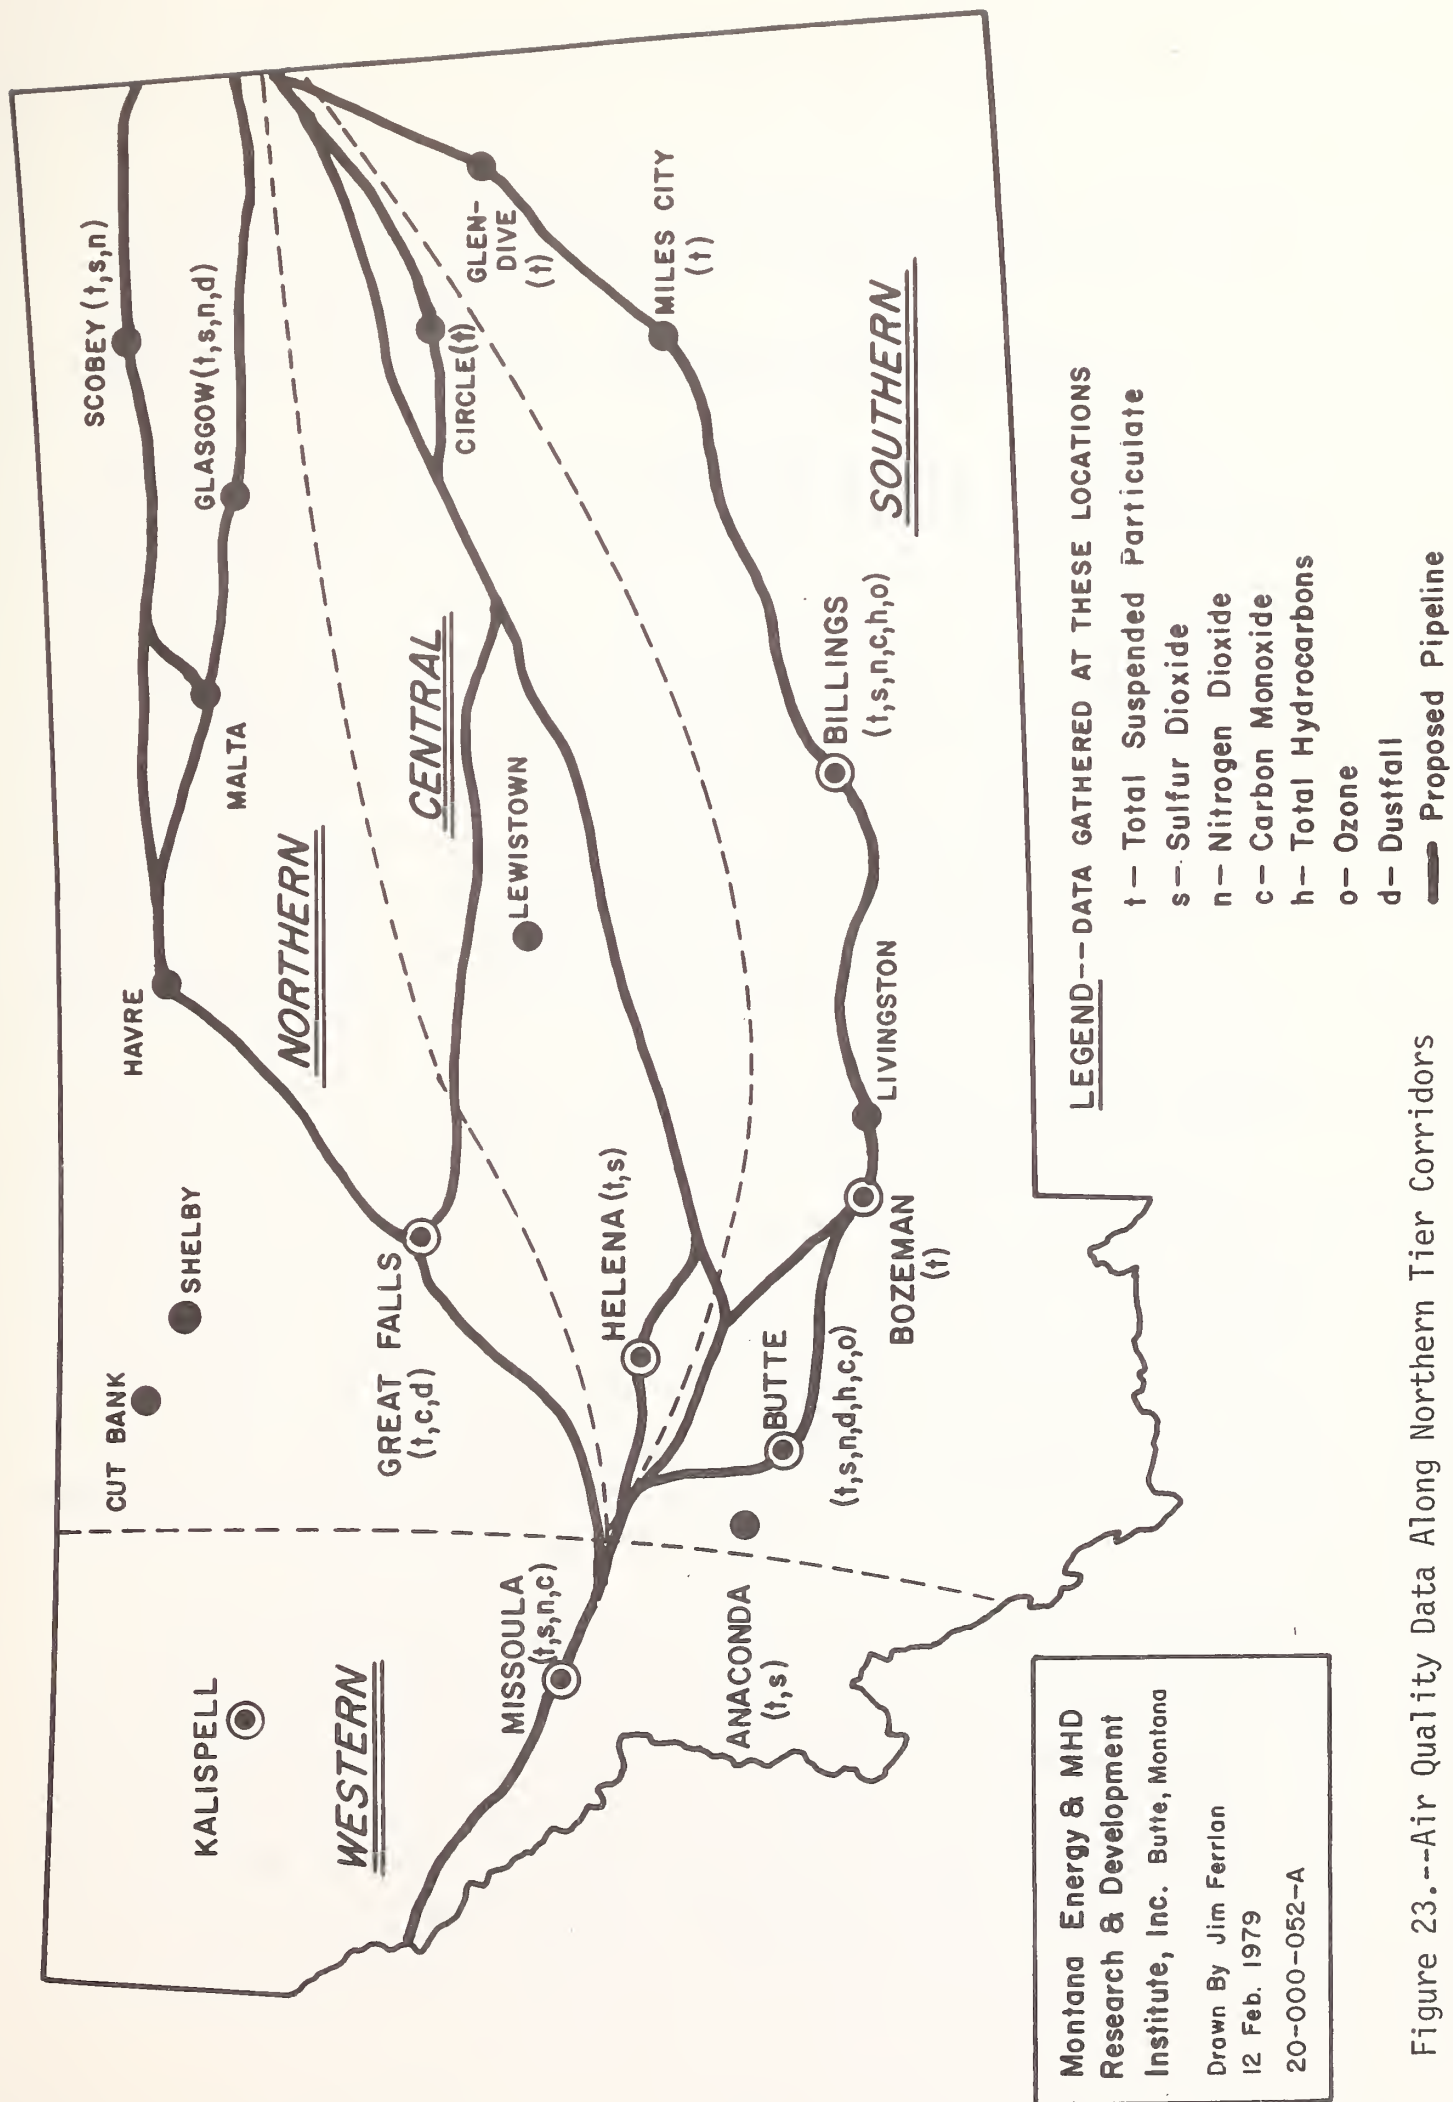 CUT BANK
SHELBY
HAVRE
MALTA
SCOBEY (t,s,n)
GLASGOW (t,s,n,d)
KALISPELL
NORTHERN
GREAT FALLS
(t,c,d)
CENTRAL
CIRCLE(t)
GLEN-
DIVE
(t)
WESTERN
LEWISTOWN
MISSOULA
(t,s,n,c)
HELENA (t,s)
MILES CITY
(t)
ANACONDA
(t,s)
BUTTE
(t,s,n,d,h,c,o)
BOZEMAN
(t)
LIVINGSTON
BILLINGS
(t,s,n,c,h,o)
SOUTHERN
LEGEND--DATA GATHERED AT THESE LOCATIONS
t- Total Suspended Particulate
s- Sulfur Dioxide
n- Nitrogen Dioxide
c- Carbon Monoxide
h- Total Hydrocarbons
o- Ozone
d- Dustfall
Proposed Pipeline
Montana Energy & MHD
Research & Development
Institute, Inc. Butte, Montana
Drawn By Jim Ferrlan
12 Feb. 1979
20-000-052-A
Figure 23.--Air Quality Data Along Northern Tier Corridors